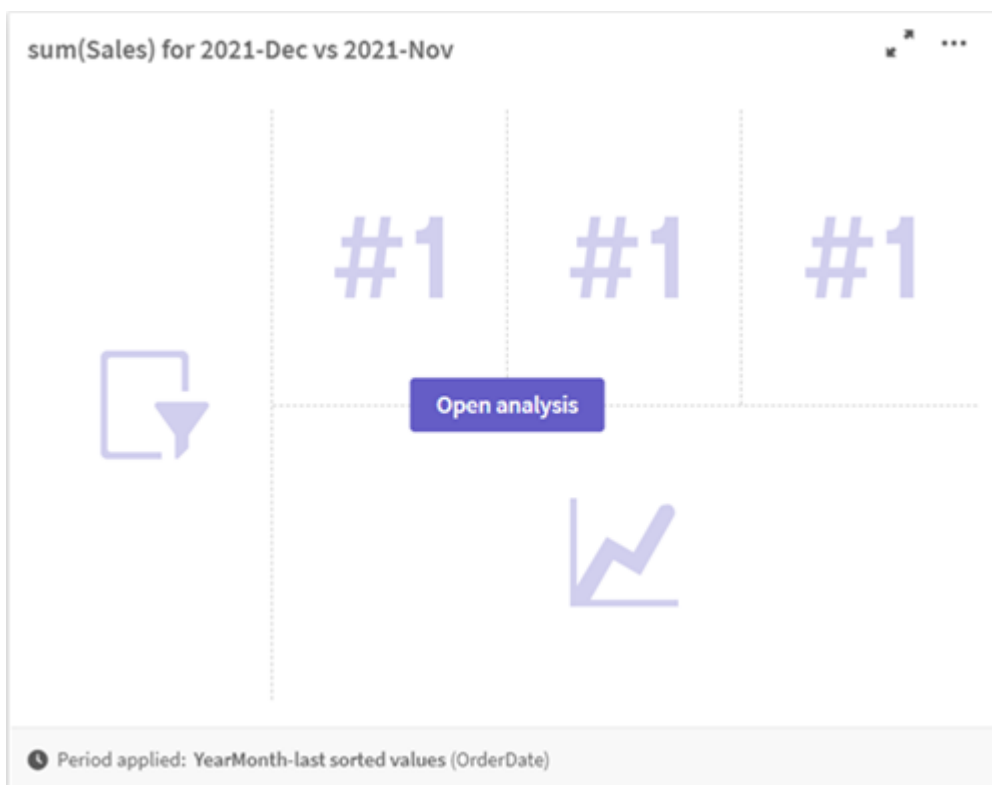 sum(Sales) for 2021-Dec vs 2021-Nov
#1 #1 #1
Open analysis
Period applied: YearMonth-last sorted values (OrderDate)